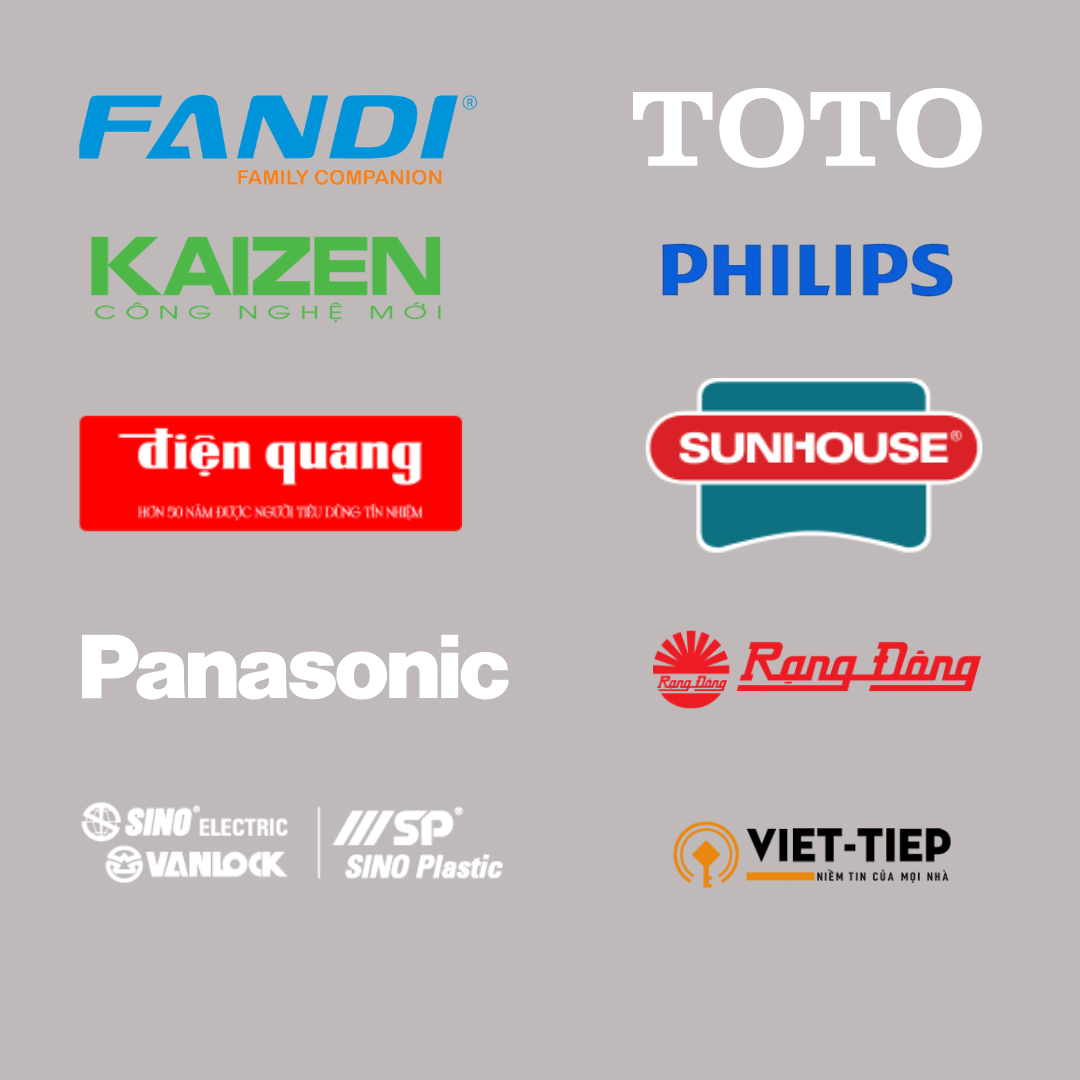 FANDI®
FAMILY COMPANION
TOTO
KAIZEN
CÔNG NGHỆ MỚI
PHILIPS
điện quang
HƠN 50 NĂM ĐƯỢC NGƯỜI TIÊU DÙNG TÍN NHIỆM
SUNHOUSE®
Panasonic
Rạng Đông
Rạng Đông
SINO® ELECTRIC
VANLOCK
SP®
SINO Plastic
VIET-TIEP
NIỀM TIN CỦA MỌI NHÀ